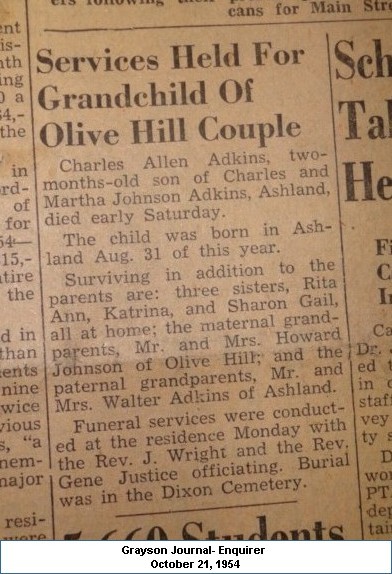 cans for Main Stre
Services Held For
Grandchild Of
Olive Hill Couple
Charles Allen Adkins, two-
months-old son of Charles and
Martha Johnson Adkins, Ashland,
died early Saturday.
The child was born in Ash-
land Aug. 31 of this year.
Surviving in addition to the
parents are: three sisters, Rita
Ann, Katrina, and Sharon Gail,
all at home; the maternal grand-
parents, Mr. and Mrs. Howard
Johnson of Olive Hill; and the
paternal grandparents, Mr. and
Mrs. Walter Adkins of Ashland.
Funeral services were conduct-
ed at the residence Monday with
the Rev. J. Wright and the Rev.
Gene Justice officiating. Burial
was in the Dixon Cemetery.
Students
Sch
Tal
He
Grayson Journal- Enquirer
October 21, 1954